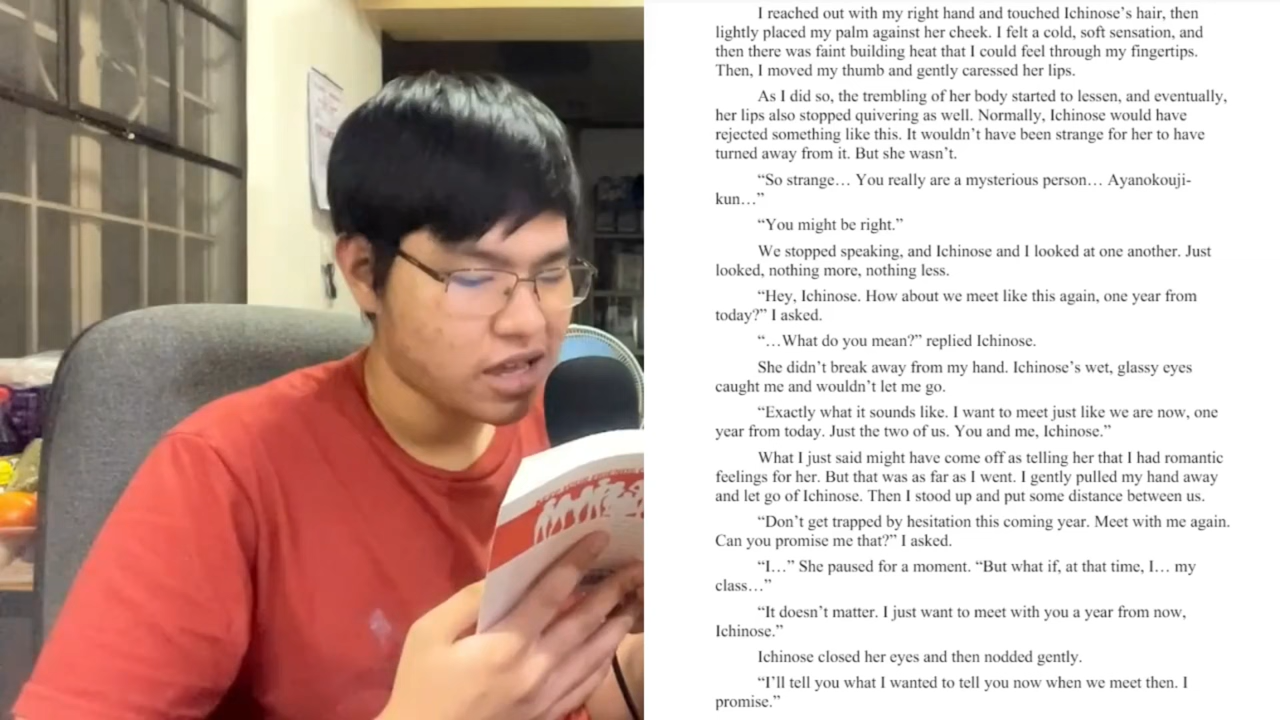 I reached out with my right hand and touched Ichinose’s hair, then
lightly placed my palm against her cheek. I felt a cold, soft sensation, and
then there was faint building heat that I could feel through my fingertips.
Then, I moved my thumb and gently caressed her lips.
As I did so, the trembling of her body started to lessen, and eventually,
her lips also stopped quivering as well. Normally, Ichinose would have
rejected something like this. It wouldn’t have been strange for her to have
turned away from it. But she wasn’t.
“So strange… You really are a mysterious person… Ayanokouji-
kun…”
“You might be right.”
We stopped speaking, and Ichinose and I looked at one another. Just
looked, nothing more, nothing less.
“Hey, Ichinose. How about we meet like this again, one year from
today?” I asked.
“…What do you mean?” replied Ichinose.
She didn’t break away from my hand. Ichinose’s wet, glassy eyes
caught me and wouldn’t let me go.
“Exactly what it sounds like. I want to meet just like we are now, one
year from today. Just the two of us. You and me, Ichinose.”
What I just said might have come off as telling her that I had romantic
feelings for her. But that was as far as I went. I gently pulled my hand away
and let go of Ichinose. Then I stood up and put some distance between us.
“Don’t get trapped by hesitation this coming year. Meet with me again.
Can you promise me that?” I asked.
“I…” She paused for a moment. “But what if, at that time, I… my
class…”
“It doesn’t matter. I just want to meet with you a year from now,
Ichinose.”
Ichinose closed her eyes and then nodded gently.
“I’ll tell you what I wanted to tell you now when we meet then. I
promise.”